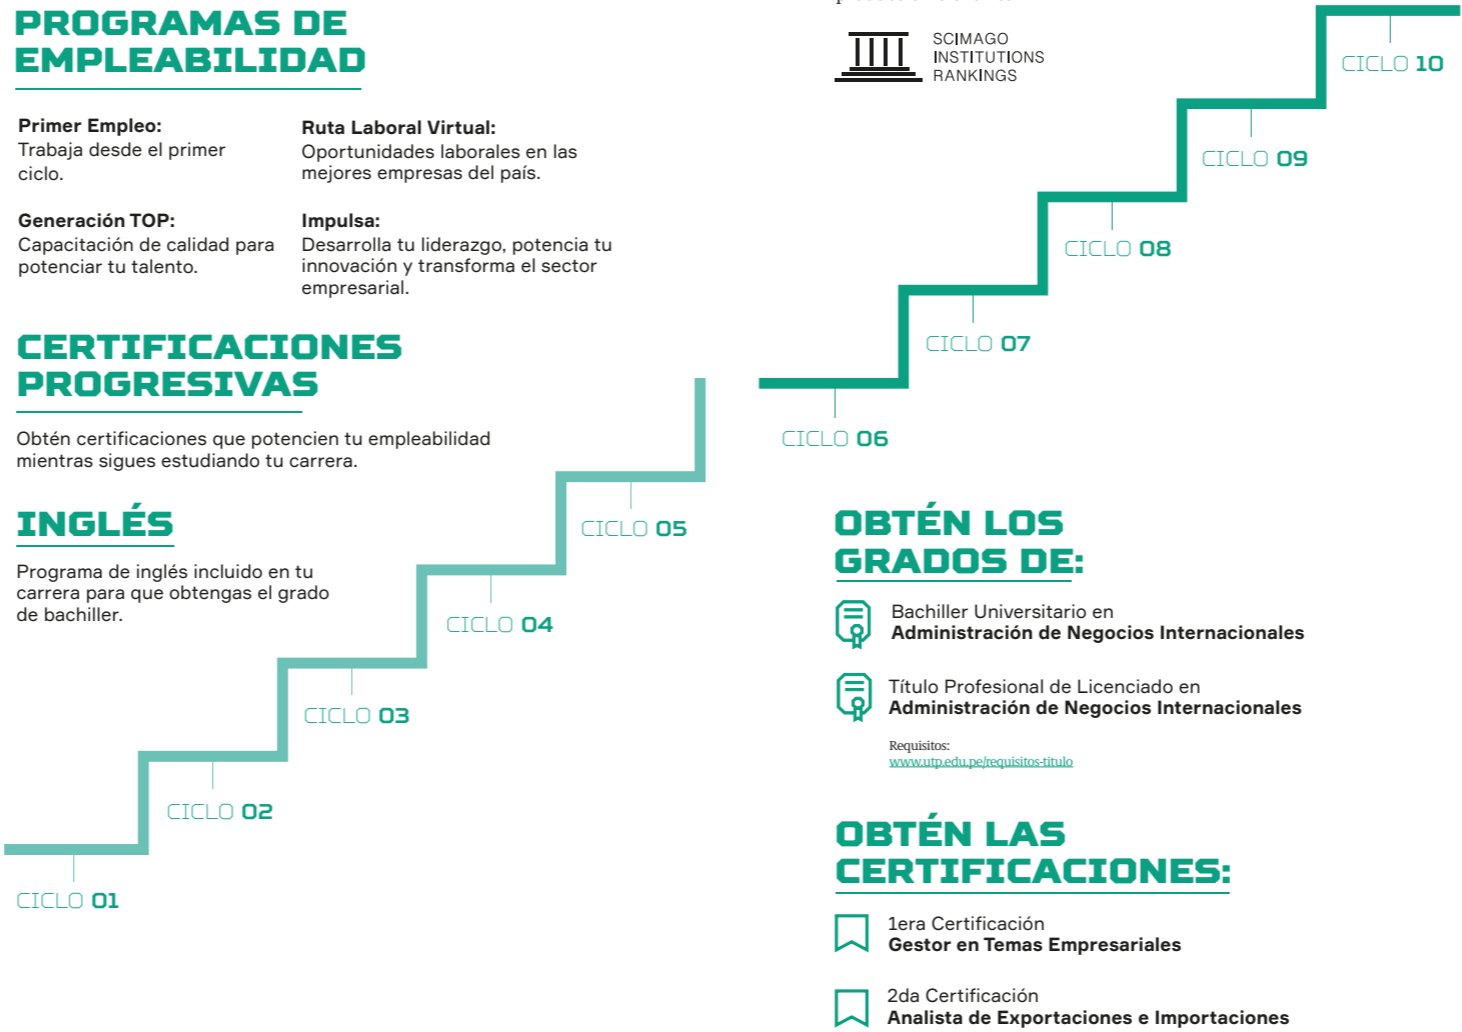 PROGRAMAS DE
EMPLEABILIDAD
Primer Empleo:
Trabaja desde el primer
ciclo.
Ruta Laboral Virtual:
Oportunidades laborales en las
mejores empresas del país.
Generación TOP:
Capacitación de calidad para
potenciar tu talento.
Impulsa:
Desarrolla tu liderazgo, potencia tu
innovación y transforma el sector
empresarial.
CERTIFICACIONES
PROGRESIVAS
Obtén certificaciones que potencien tu empleabilidad
mientras sigues estudiando tu carrera.
INGLÉS
Programa de inglés incluido en tu
carrera para que obtengas el grado
de bachiller.
CICLO 01
CICLO 02
CICLO 03
CICLO 04
CICLO 05
SCIMAGO
INSTITUTIONS
RANKINGS
CICLO 06
CICLO 07
CICLO 08
CICLO 09
CICLO 10
OBTÉN LOS
GRADOS DE:
Bachiller Universitario en
Administración de Negocios Internacionales
Título Profesional de Licenciado en
Administración de Negocios Internacionales
Requisitos:
www.utp.edu.pe/requisitos-titulo
OBTÉN LAS
CERTIFICACIONES:
1era Certificación
Gestor en Temas Empresariales
2da Certificación
Analista de Exportaciones e Importaciones